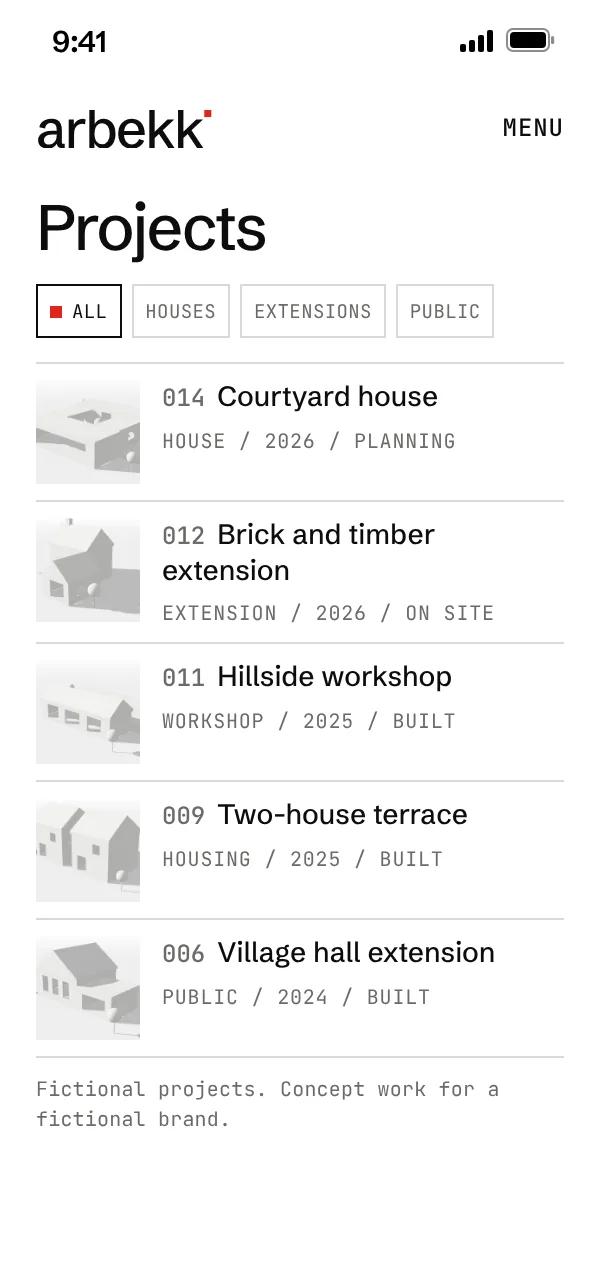 9:41
arbekk
MENU
Projects
ALL
HOUSES
EXTENSIONS
PUBLIC
014 Courtyard house
HOUSE / 2026 / PLANNING
012 Brick and timber
extension
EXTENSION / 2026 / ON SITE
011 Hillside workshop
WORKSHOP / 2025 / BUILT
009 Two-house terrace
HOUSING / 2025 / BUILT
006 Village hall extension
PUBLIC / 2024 / BUILT
Fictional projects. Concept work for a
fictional brand.